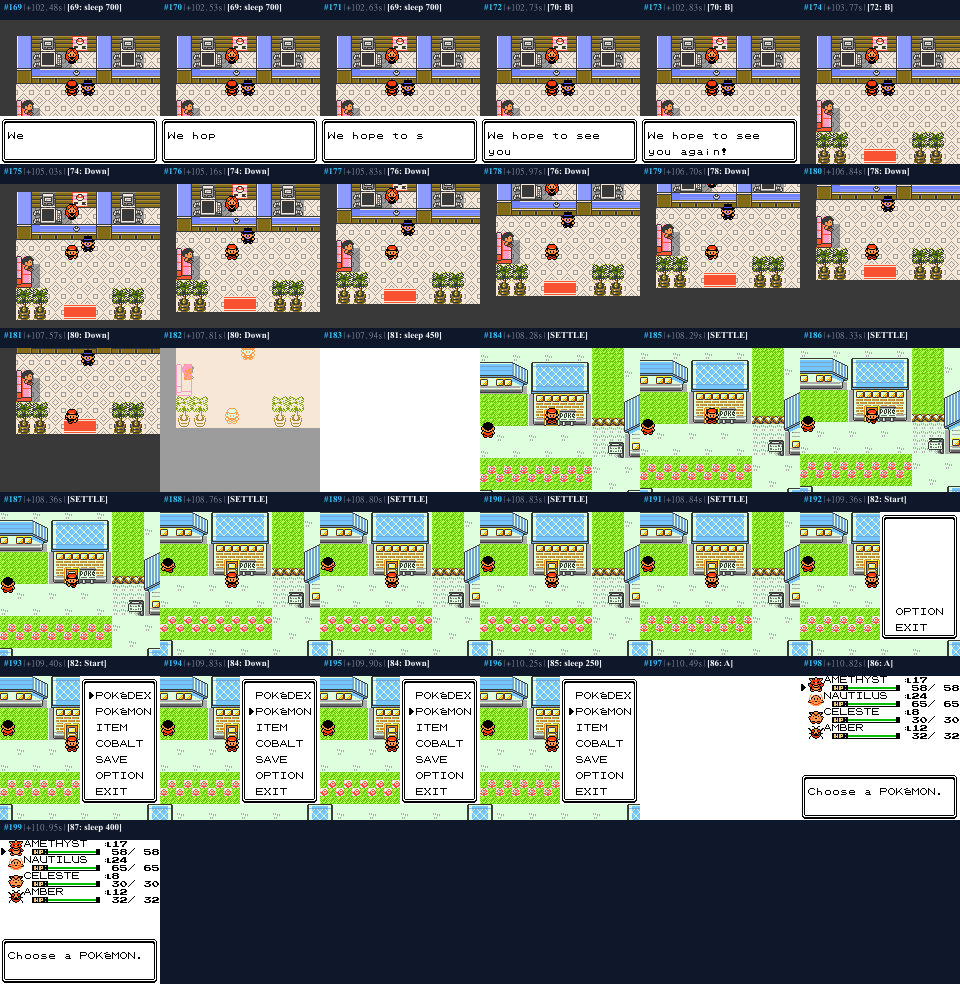 #169|+102.48s| [69: sleep 700]
#170|+102.53s| [69: sleep 700]
#171|+102.63s| [69: sleep 700]
#172|+102.73s| [70: B]
#173|+102.83s| [70: B]
#174|+103.77s| [72: B]
We
We hop
We hope to s
We hope to see
you
We hope to see
you again!
#175|+105.03s| [74: Down]
#176|+105.16s| [74: Down]
#177|+105.83s| [76: Down]
#178|+105.97s| [76: Down]
#179|+106.70s| [78: Down]
#180|+106.84s| [78: Down]
#181|+107.57s| [80: Down]
#182|+107.81s| [80: Down]
#183|+107.94s| [81: sleep 450]
#184|+108.28s| [SETTLE]
#185|+108.29s| [SETTLE]
#186|+108.33s| [SETTLE]
POKé
POKé
POKé
#187|+108.36s| [SETTLE]
#188|+108.76s| [SETTLE]
#189|+108.80s| [SETTLE]
#190|+108.83s| [SETTLE]
#191|+108.84s| [SETTLE]
#192|+109.36s| [82: Start]
POKé
POKé
POKé
POKé
POKé
OPTION
EXIT
#193|+109.40s| [82: Start]
#194|+109.83s| [84: Down]
#195|+109.90s| [84: Down]
#196|+110.25s| [85: sleep 250]
#197|+110.49s| [86: A]
#198|+110.82s| [86: A]
▶POKéDEX
POKéMON
ITEM
COBALT
SAVE
OPTION
EXIT
POKéDEX
▶POKéMON
ITEM
COBALT
SAVE
OPTION
EXIT
POKéDEX
▶POKéMON
ITEM
COBALT
SAVE
OPTION
EXIT
POKéDEX
▶POKéMON
ITEM
COBALT
SAVE
OPTION
EXIT
AMETHYST :L17
HP: 58/ 58
NAUTILUS :L24
HP: 65/ 65
CELESTE :L8
HP: 30/ 30
AMBER :L12
HP: 32/ 32
Choose a POKéMON.
#199|+110.95s| [87: sleep 400]
AMETHYST :L17
HP: 58/ 58
NAUTILUS :L24
HP: 65/ 65
CELESTE :L8
HP: 30/ 30
AMBER :L12
HP: 32/ 32
Choose a POKéMON.